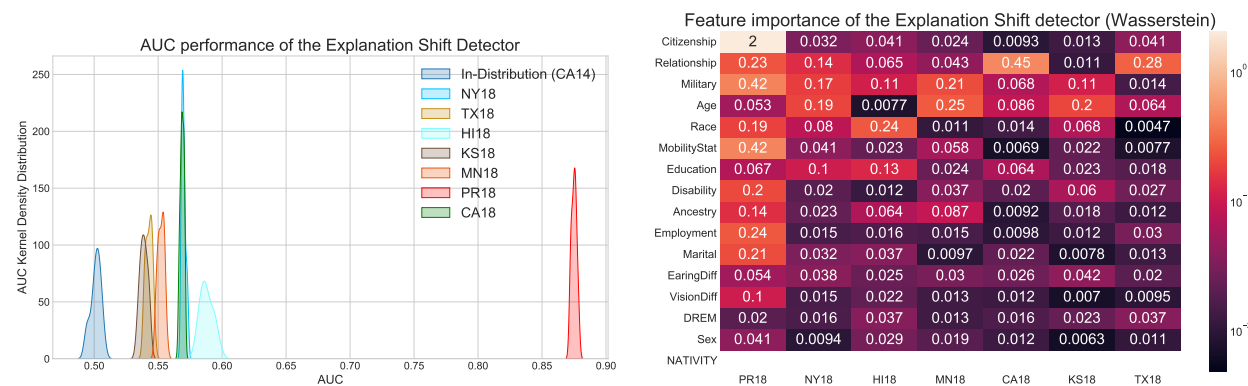 AUC performance of the Explanation Shift Detector
AUC Kernel Density Distribution
250
200
150
100
50
0
0.50 0.55 0.60 0.65 0.70 0.75 0.80 0.85 0.90
AUC
In-Distribution (CA14)
NY18
TX18
HI18
KS18
MN18
PR18
CA18
Feature importance of the Explanation Shift detector (Wasserstein)
Citizenship 2 0.032 0.041 0.024 0.0093 0.013 0.041
Relationship 0.23 0.14 0.065 0.043 0.45 0.011 0.28
Military 0.42 0.17 0.11 0.21 0.068 0.11 0.014
Age 0.053 0.19 0.0077 0.25 0.086 0.2 0.064
Race 0.19 0.08 0.24 0.011 0.014 0.068 0.0047
MobilityStat 0.42 0.041 0.023 0.058 0.0069 0.022 0.0077
Education 0.067 0.1 0.13 0.024 0.064 0.023 0.018
Disability 0.2 0.02 0.012 0.037 0.02 0.06 0.027
Ancestry 0.14 0.023 0.064 0.087 0.0092 0.018 0.012
Employment 0.24 0.015 0.016 0.015 0.0098 0.012 0.03
Marital 0.21 0.032 0.037 0.0097 0.022 0.0078 0.013
EaringDiff 0.054 0.038 0.025 0.03 0.026 0.042 0.02
VisionDiff 0.1 0.015 0.022 0.013 0.012 0.007 0.0095
DREM 0.02 0.016 0.037 0.013 0.016 0.023 0.037
Sex 0.041 0.0094 0.029 0.019 0.012 0.0063 0.011
NATIVITY
PR18 NY18 HI18 MN18 CA18 KS18 TX18
10⁰